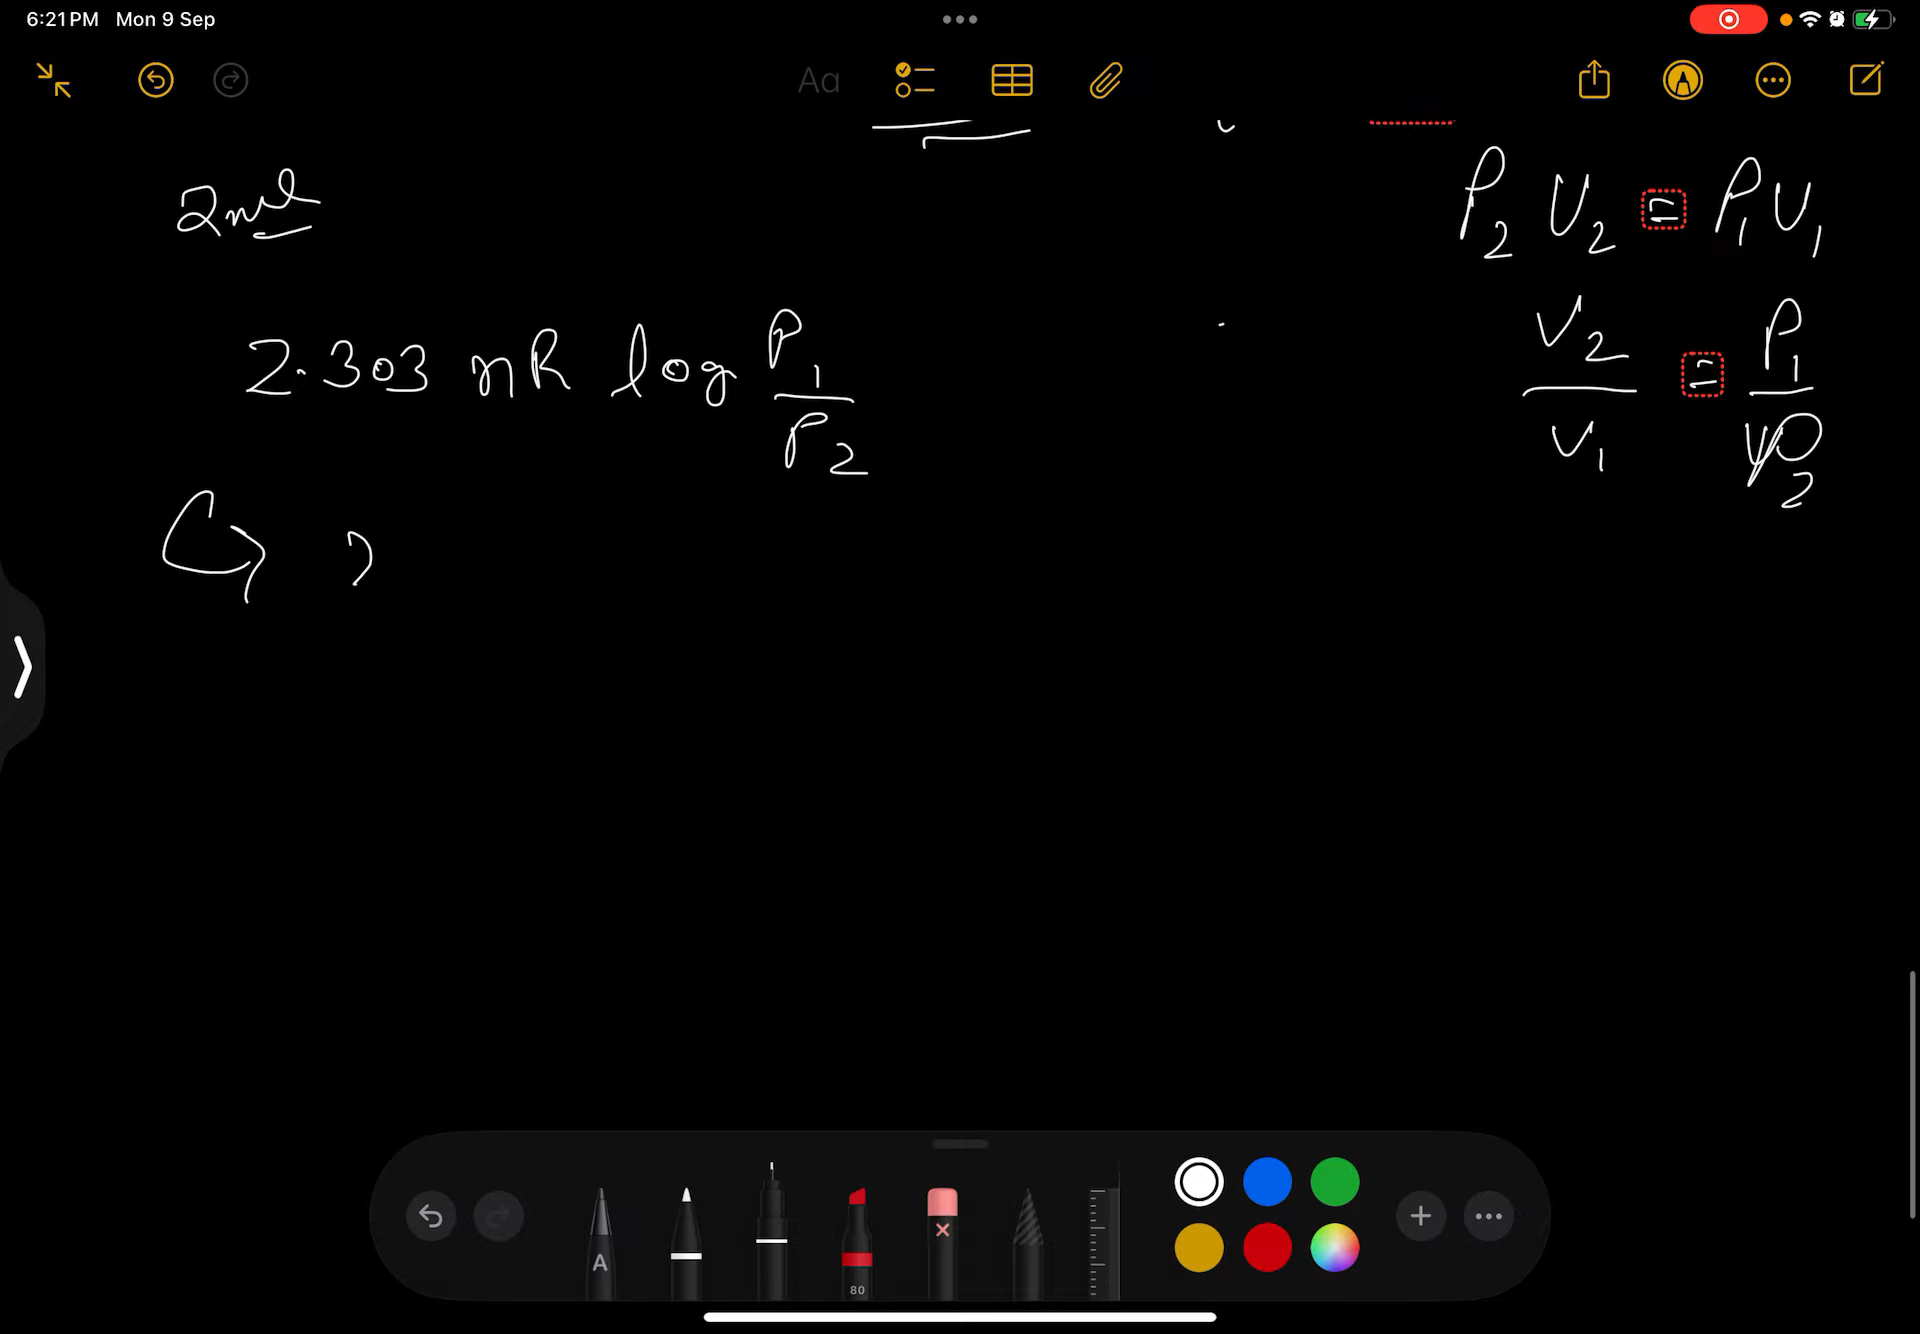 6:21 PM Mon 9 Sep
Aa
2nd
P2 V2 = P1 V1
2.303 nR log P1/P2
V2/V1 = P1/P2
A
80